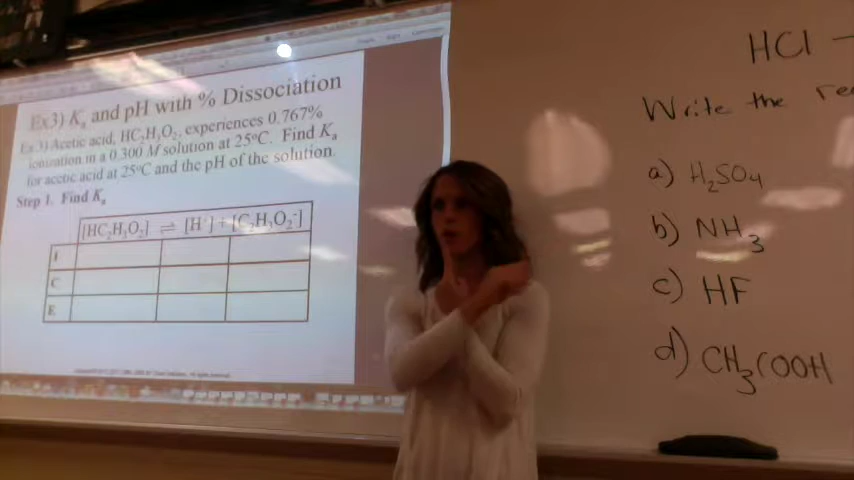 Ex3) Kₐ and pH with % Dissociation
Ex 3) Acetic acid, HC₂H₃O₂, experiences 0.767%
ionization in a 0.300 M solution at 25°C. Find Kₐ
for acetic acid at 25°C and the pH of the solution.
Step 1. Find Kₐ
[HC₂H₃O₂] ⇌ [H⁺] + [C₂H₃O₂⁻]
I
C
E
HCl
Write the
a) H₂SO₄
b) NH₃
c) HF
d) CH₃COOH